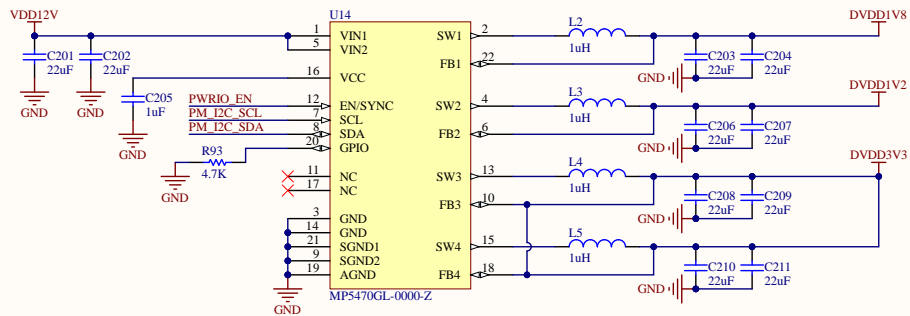 VDD12V
U14
DVDD1V8
1 VIN1 SW1 2 L2
5 VIN2 1uH
C201 22uF
C202 22uF
FB1 22
C203 22uF
C204 22uF
GND
GND
GND
16 VCC
DVDD1V2
C205 1uF
GND
PWRIO_EN 12 EN/SYNC SW2 4 L3
1uH
PM_I2C_SCL 7 SCL
PM_I2C_SDA 8 SDA FB2 6
C206 22uF
C207 22uF
GND
20 GPIO
R93
4.7K
GND
DVDD3V3
11 NC SW3 13 L4
1uH
17 NC
FB3 10
C208 22uF
C209 22uF
GND
3 GND
14 GND
21 SGND1 SW4 15 L5
1uH
9 SGND2
19 AGND FB4 18
C210 22uF
C211 22uF
GND
GND
MP5470GL-0000-Z